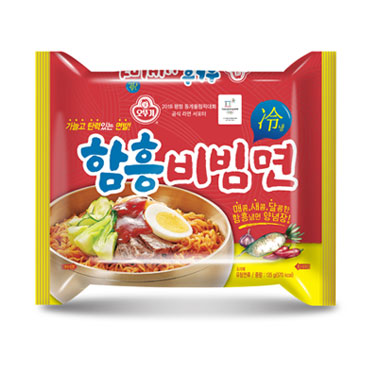 오뚜기
2018 평창 동계올림픽대회
공식 라면 서포터
가늘고 탄력있는 면발!
冷
냉
함흥비빔면
매콤, 새콤, 달콤한
함흥냉면 양념장!